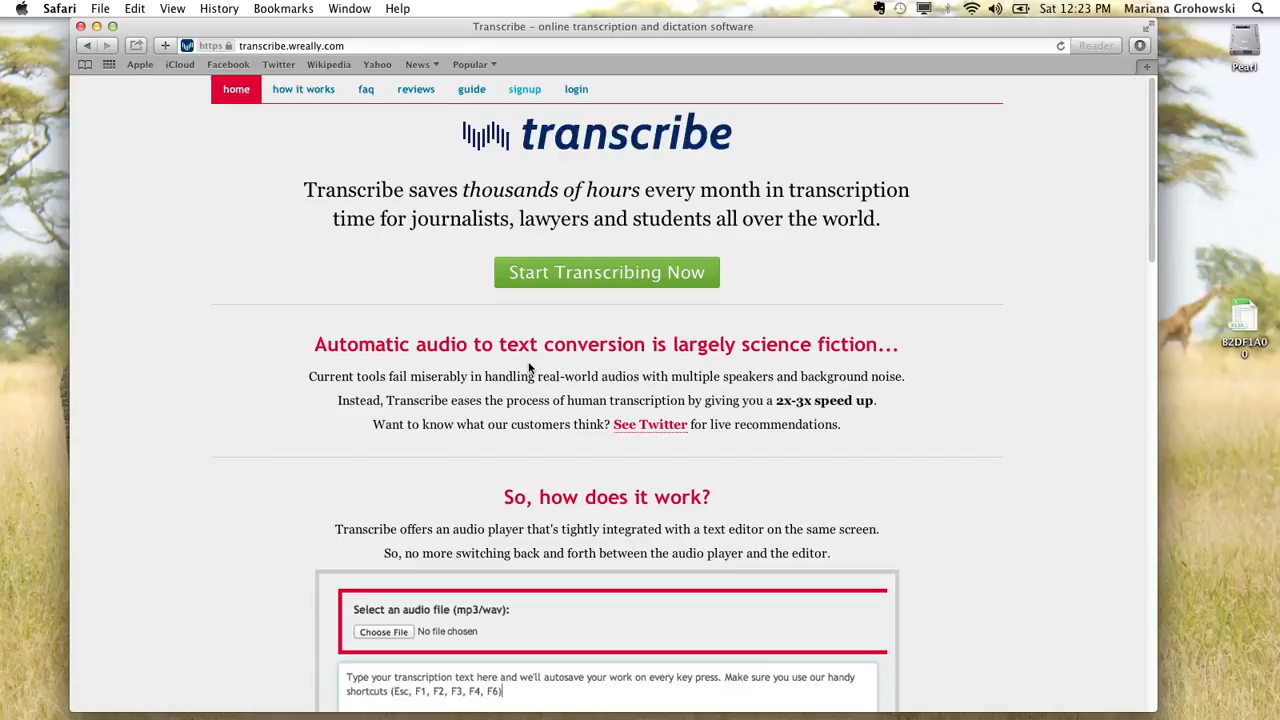 Safari File Edit View History Bookmarks Window Help Sat 12:23 PM Mariana Grohowski
Transcribe – online transcription and dictation software
https transcribe.wreally.com Reader
Apple iCloud Facebook Twitter Wikipedia Yahoo News Popular
Pearl
home how it works faq reviews guide signup login
transcribe
Transcribe saves thousands of hours every month in transcription
time for journalists, lawyers and students all over the world.
Start Transcribing Now
XLSX
82DF1A0
0
Automatic audio to text conversion is largely science fiction...
Current tools fail miserably in handling real-world audios with multiple speakers and background noise.
Instead, Transcribe eases the process of human transcription by giving you a 2x-3x speed up.
Want to know what our customers think? See Twitter for live recommendations.
So, how does it work?
Transcribe offers an audio player that's tightly integrated with a text editor on the same screen.
So, no more switching back and forth between the audio player and the editor.
Select an audio file (mp3/wav):
Choose File No file chosen
Type your transcription text here and we'll autosave your work on every key press. Make sure you use our handy
shortcuts (Esc, F1, F2, F3, F4, F6)